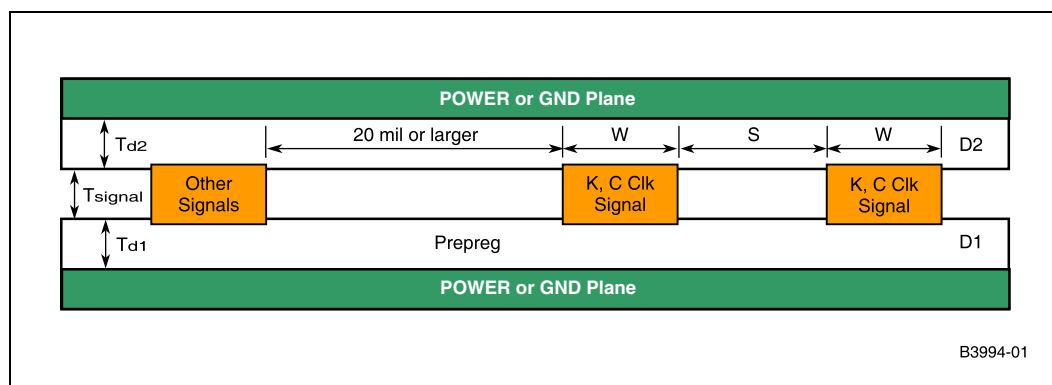 POWER or GND Plane
Td2
20 mil or larger
W
S
W
D2
Tsignal
Other
Signals
K, C Clk
Signal
K, C Clk
Signal
Td1
Prepreg
D1
POWER or GND Plane
B3994-01